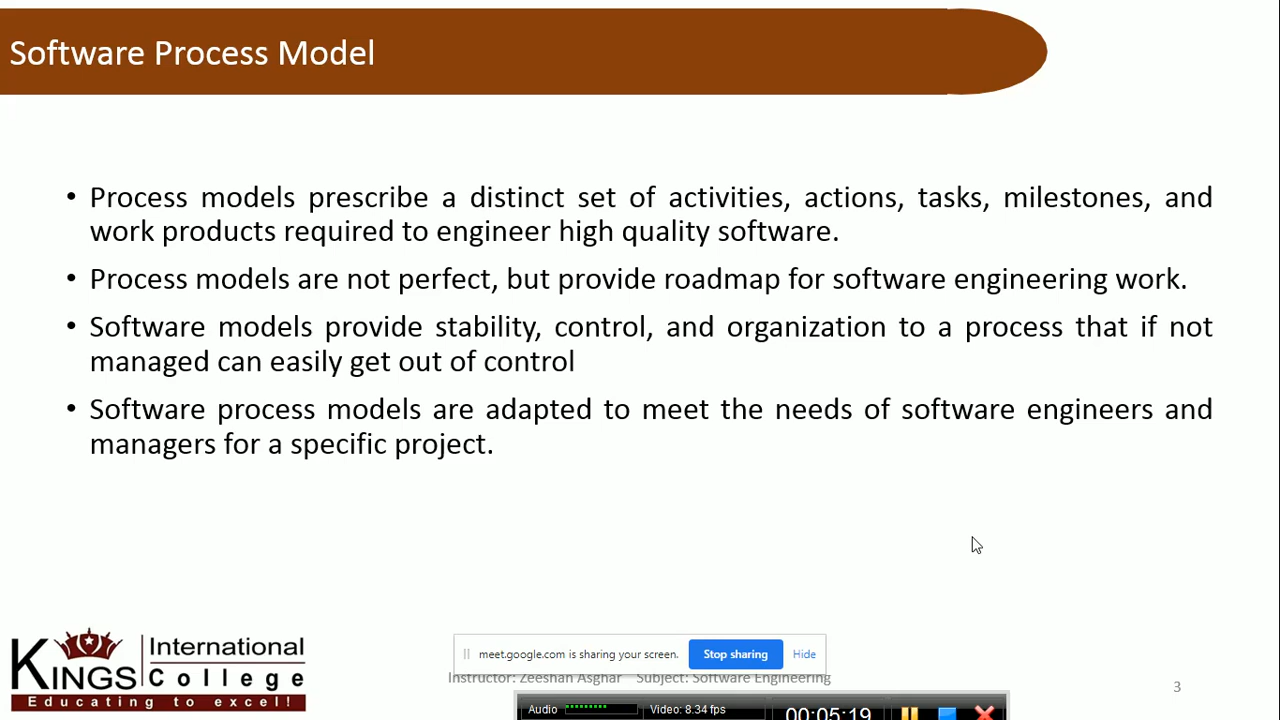 Software Process Model
• Process models prescribe a distinct set of activities, actions, tasks, milestones, and
work products required to engineer high quality software.
• Process models are not perfect, but provide roadmap for software engineering work.
• Software models provide stability, control, and organization to a process that if not
managed can easily get out of control
• Software process models are adapted to meet the needs of software engineers and
managers for a specific project.
KINGS
International
College
Educating to excel!
meet.google.com is sharing your screen. Stop sharing Hide
Instructor: Zeeshan Asghar Subject: Software Engineering
3
Audio Video: 8.34 fps 00:05:19